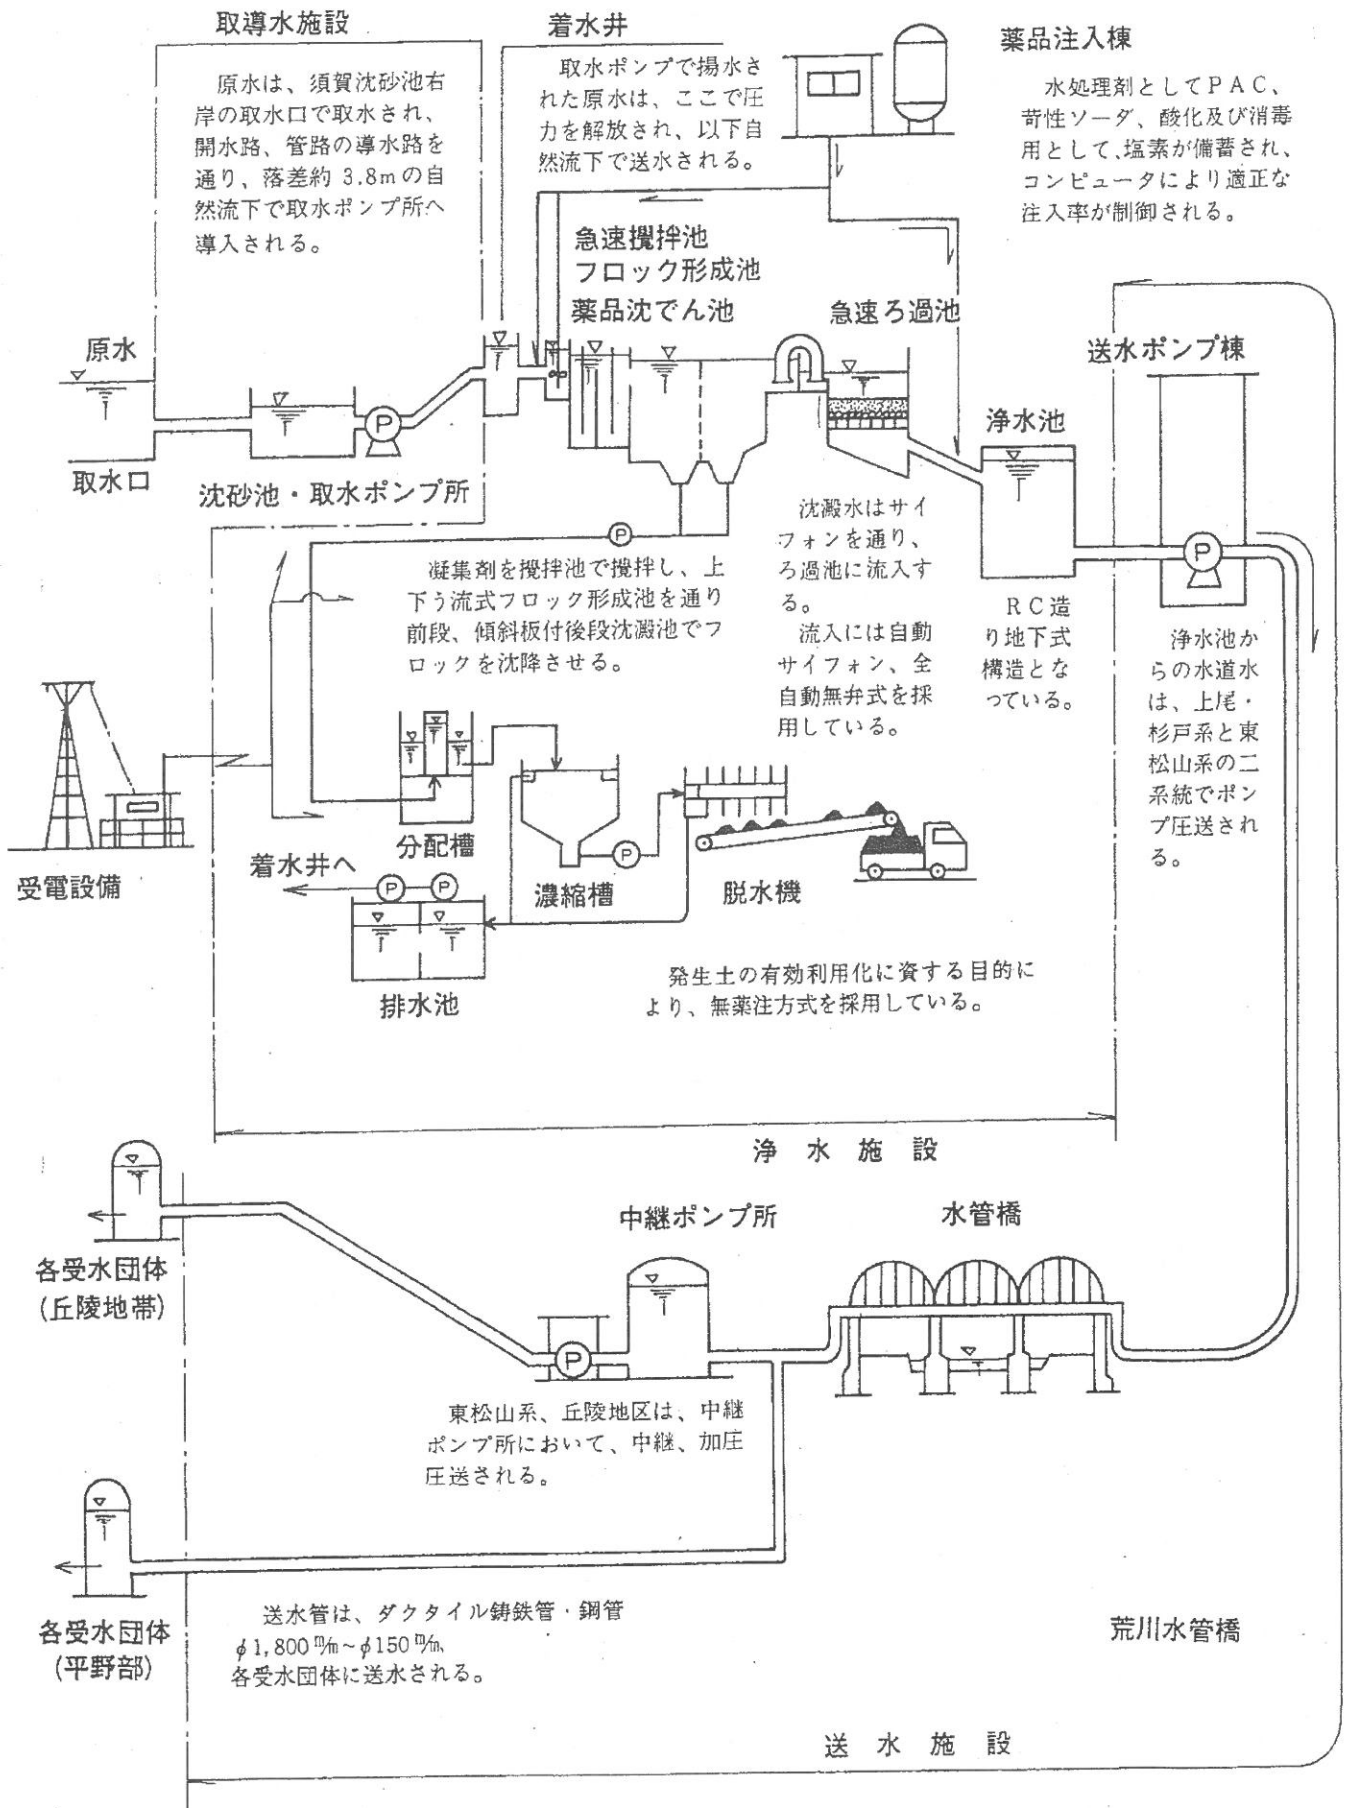 取導水施設
原水は、須賀沈砂池右
岸の取水口で取水され、
開水路、管路の導水路を
通り、落差約3.8mの自
然流下で取水ポンプ所へ
導入される。
着水井
取水ポンプで揚水さ
れた原水は、ここで圧
力を解放され、以下自
然流下で送水される。
薬品注入棟
水処理剤としてPAC、
苛性ソーダ、酸化及び消毒
用として、塩素が備蓄され、
コンピュータにより適正な
注入率が制御される。
急速攪拌池
フロック形成池
薬品沈でん池
急速ろ過池
送水ポンプ棟
原水
取水口
P
沈砂池・取水ポンプ所
浄水池
P
P
凝集剤を攪拌池で攪拌し、上
下う流式フロック形成池を通り
前段、傾斜板付後段沈澱池でフ
ロックを沈降させる。
沈澱水はサイ
フォンを通り、
ろ過池に流入す
る。
流入には自動
サイフォン、全
自動無弁式を採
用している。
RC造
り地下式
構造とな
っている。
浄水池か
らの水道水
は、上尾・
杉戸系と東
松山系の二
系統でポン
プ圧送され
る。
受電設備
分配槽
P
濃縮槽
脱水機
着水井へ
P
P
排水池
発生土の有効利用化に資する目的に
より、無薬注方式を採用している。
浄水施設
各受水団体
(丘陵地帯)
中継ポンプ所
水管橋
P
東松山系、丘陵地区は、中継
ポンプ所において、中継、加圧
圧送される。
各受水団体
(平野部)
送水管は、ダクタイル鋳鉄管・鋼管
φ1,800㎜~φ150㎜、
各受水団体に送水される。
荒川水管橋
送水施設